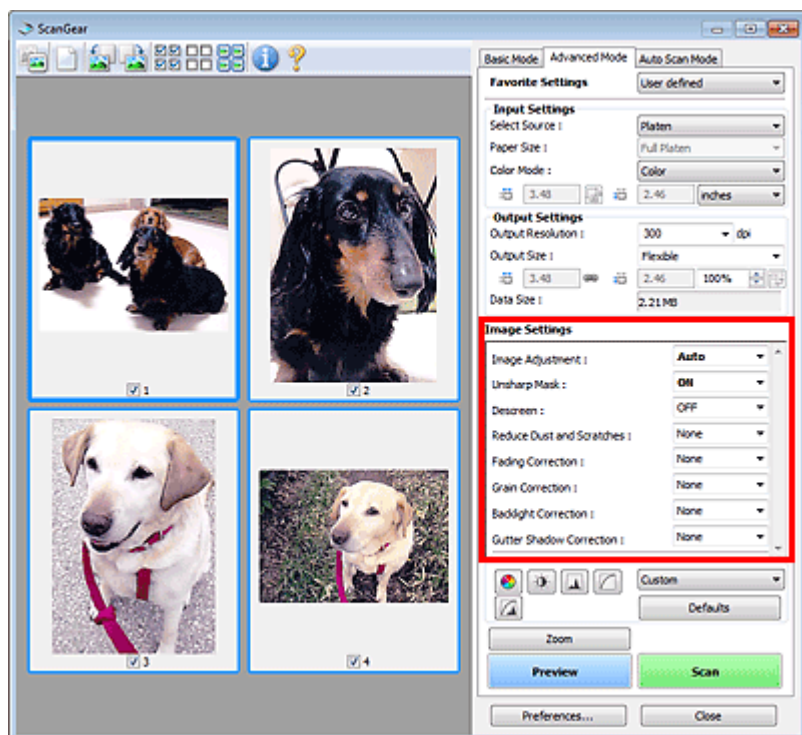 ScanGear
Basic Mode Advanced Mode Auto Scan Mode
Favorite Settings User defined
Input Settings
Select Source : Platen
Paper Size : Full Platen
Color Mode : Color
3.48 2.46 inches
Output Settings
Output Resolution : 300 dpi
Output Size : Flexible
3.48 2.46 100%
Data Size : 2.21 MB
Image Settings
Image Adjustment : Auto
Unsharp Mask : ON
Descreen : OFF
Reduce Dust and Scratches : None
Fading Correction : None
Grain Correction : None
Backlight Correction : None
Gutter Shadow Correction : None
1
2
3
4
Custom
Defaults
Zoom
Preview Scan
Preferences... Close